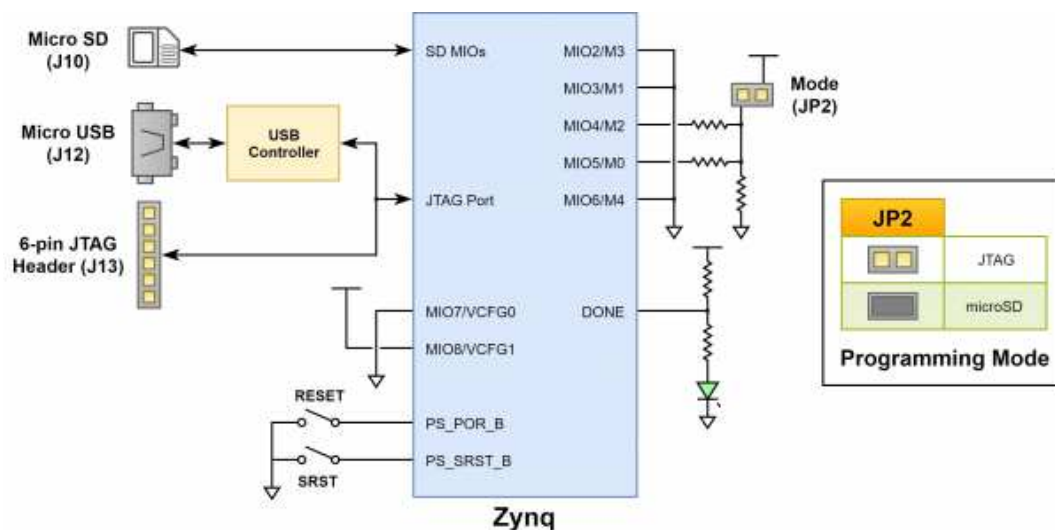 Micro SD
(J10)
SD MIOs
MIO2/M3
MIO3/M1
Mode
(JP2)
Micro USB
(J12)
USB
Controller
MIO4/M2
MIO5/M0
JTAG Port
MIO6/M4
6-pin JTAG
Header (J13)
JP2
JTAG
microSD
Programming Mode
MIO7/VCFG0
DONE
MIO8/VCFG1
RESET
PS_POR_B
PS_SRST_B
SRST
Zynq